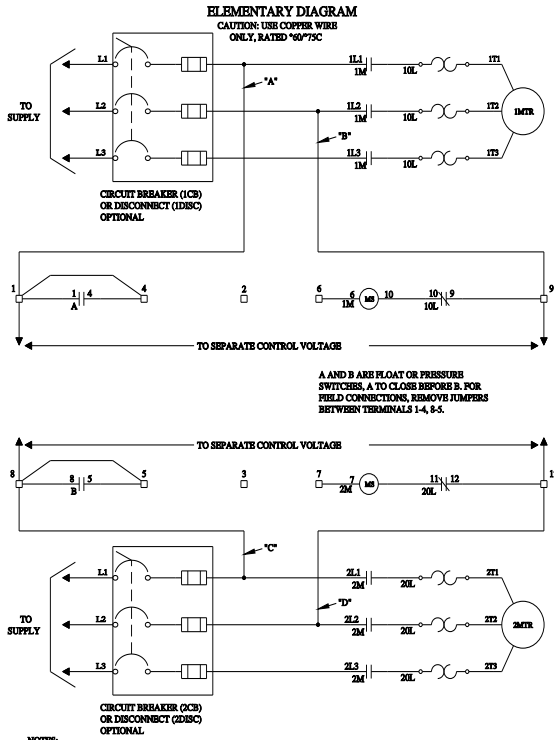 ELEMENTARY DIAGRAM
CAUTION: USE COPPER WIRE
ONLY, RATED °60/°75C
L1
1L1
1M
10L
1T1
"A"
TO
SUPPLY
L2
1L2
1M
10L
1T2
1MTR
"B"
L3
1L3
1M
10L
1T3
CIRCUIT BREAKER (1CB)
OR DISCONNECT (1DISC)
OPTIONAL
1
1 4
A
4
2
6
6
1M
MS
10
10 9
10L
9
TO SEPARATE CONTROL VOLTAGE
A AND B ARE FLOAT OR PRESSURE
SWITCHES, A TO CLOSE BEFORE B. FOR
FIELD CONNECTIONS, REMOVE JUMPERS
BETWEEN TERMINALS 1-4, 8-5.
TO SEPARATE CONTROL VOLTAGE
8
8 5
B
5
3
7
7
2M
MS
11 12
20L
"C"
L1
2L1
2M
20L
2T1
"D"
TO
SUPPLY
L2
2L2
2M
20L
2T2
2MTR
L3
2L3
2M
20L
2T3
CIRCUIT BREAKER (2CB)
OR DISCONNECT (2DISC)
OPTIONAL